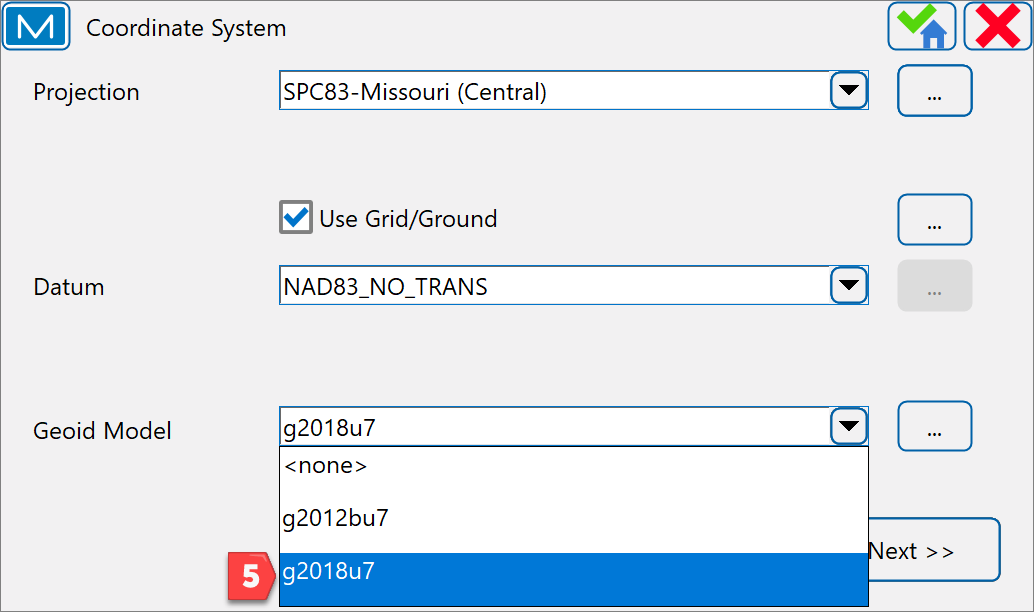 Coordinate System
Projection
SPC83-Missouri (Central)
...
Use Grid/Ground
...
Datum
NAD83_NO_TRANS
...
Geoid Model
g2018u7
...
<none>
g2012bu7
5
g2018u7
Next >>